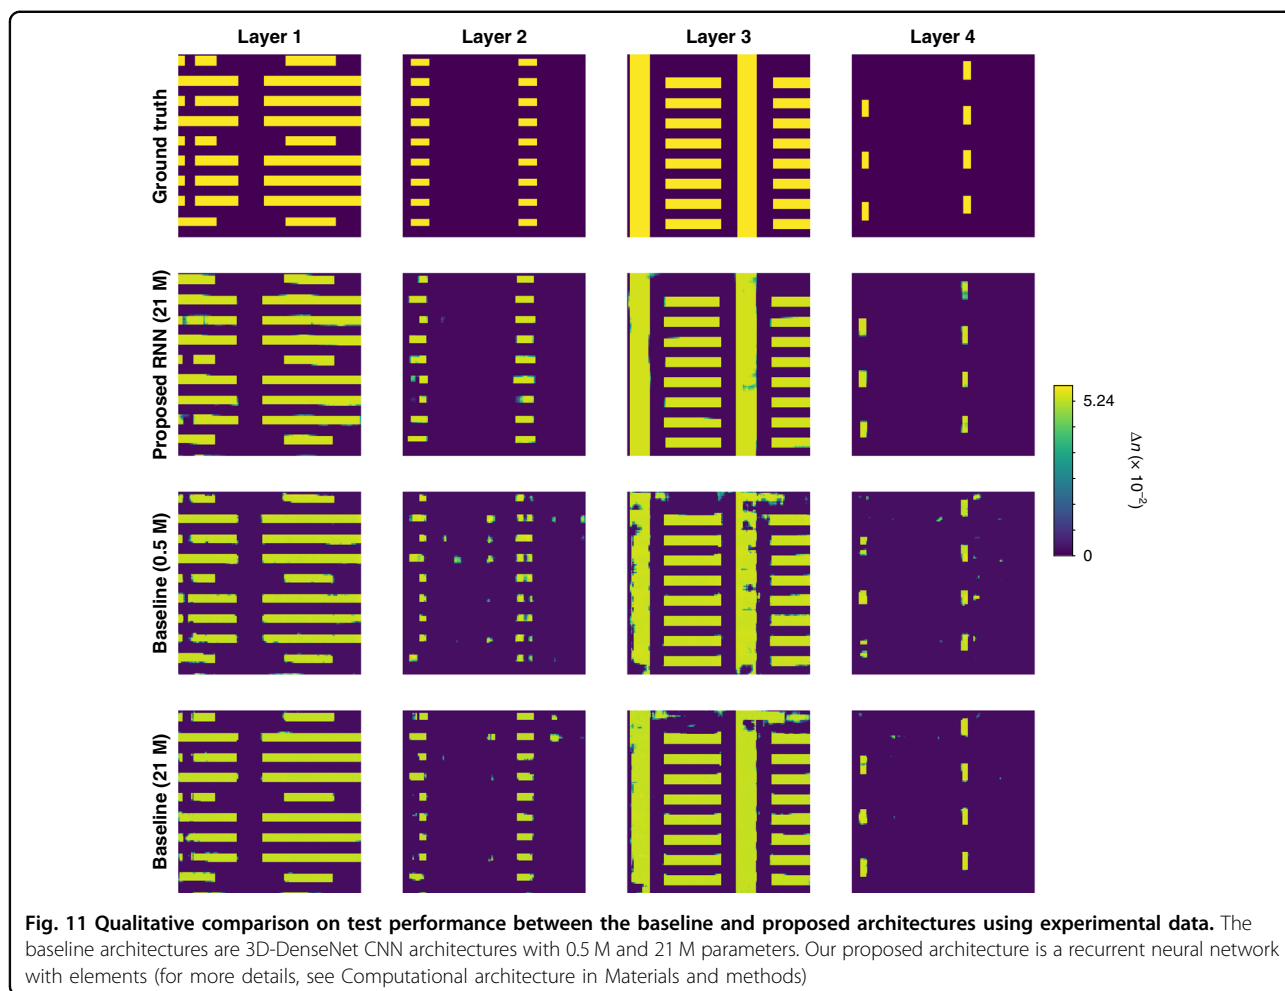 Layer 1 Layer 2 Layer 3 Layer 4
Ground truth
Proposed RNN (21 M)
Baseline (0.5 M)
Baseline (21 M)
5.24
Δn (× 10⁻²)
0
Fig. 11 Qualitative comparison on test performance between the baseline and proposed architectures using experimental data. The
baseline architectures are 3D-DenseNet CNN architectures with 0.5 M and 21 M parameters. Our proposed architecture is a recurrent neural network
with elements (for more details, see Computational architecture in Materials and methods)